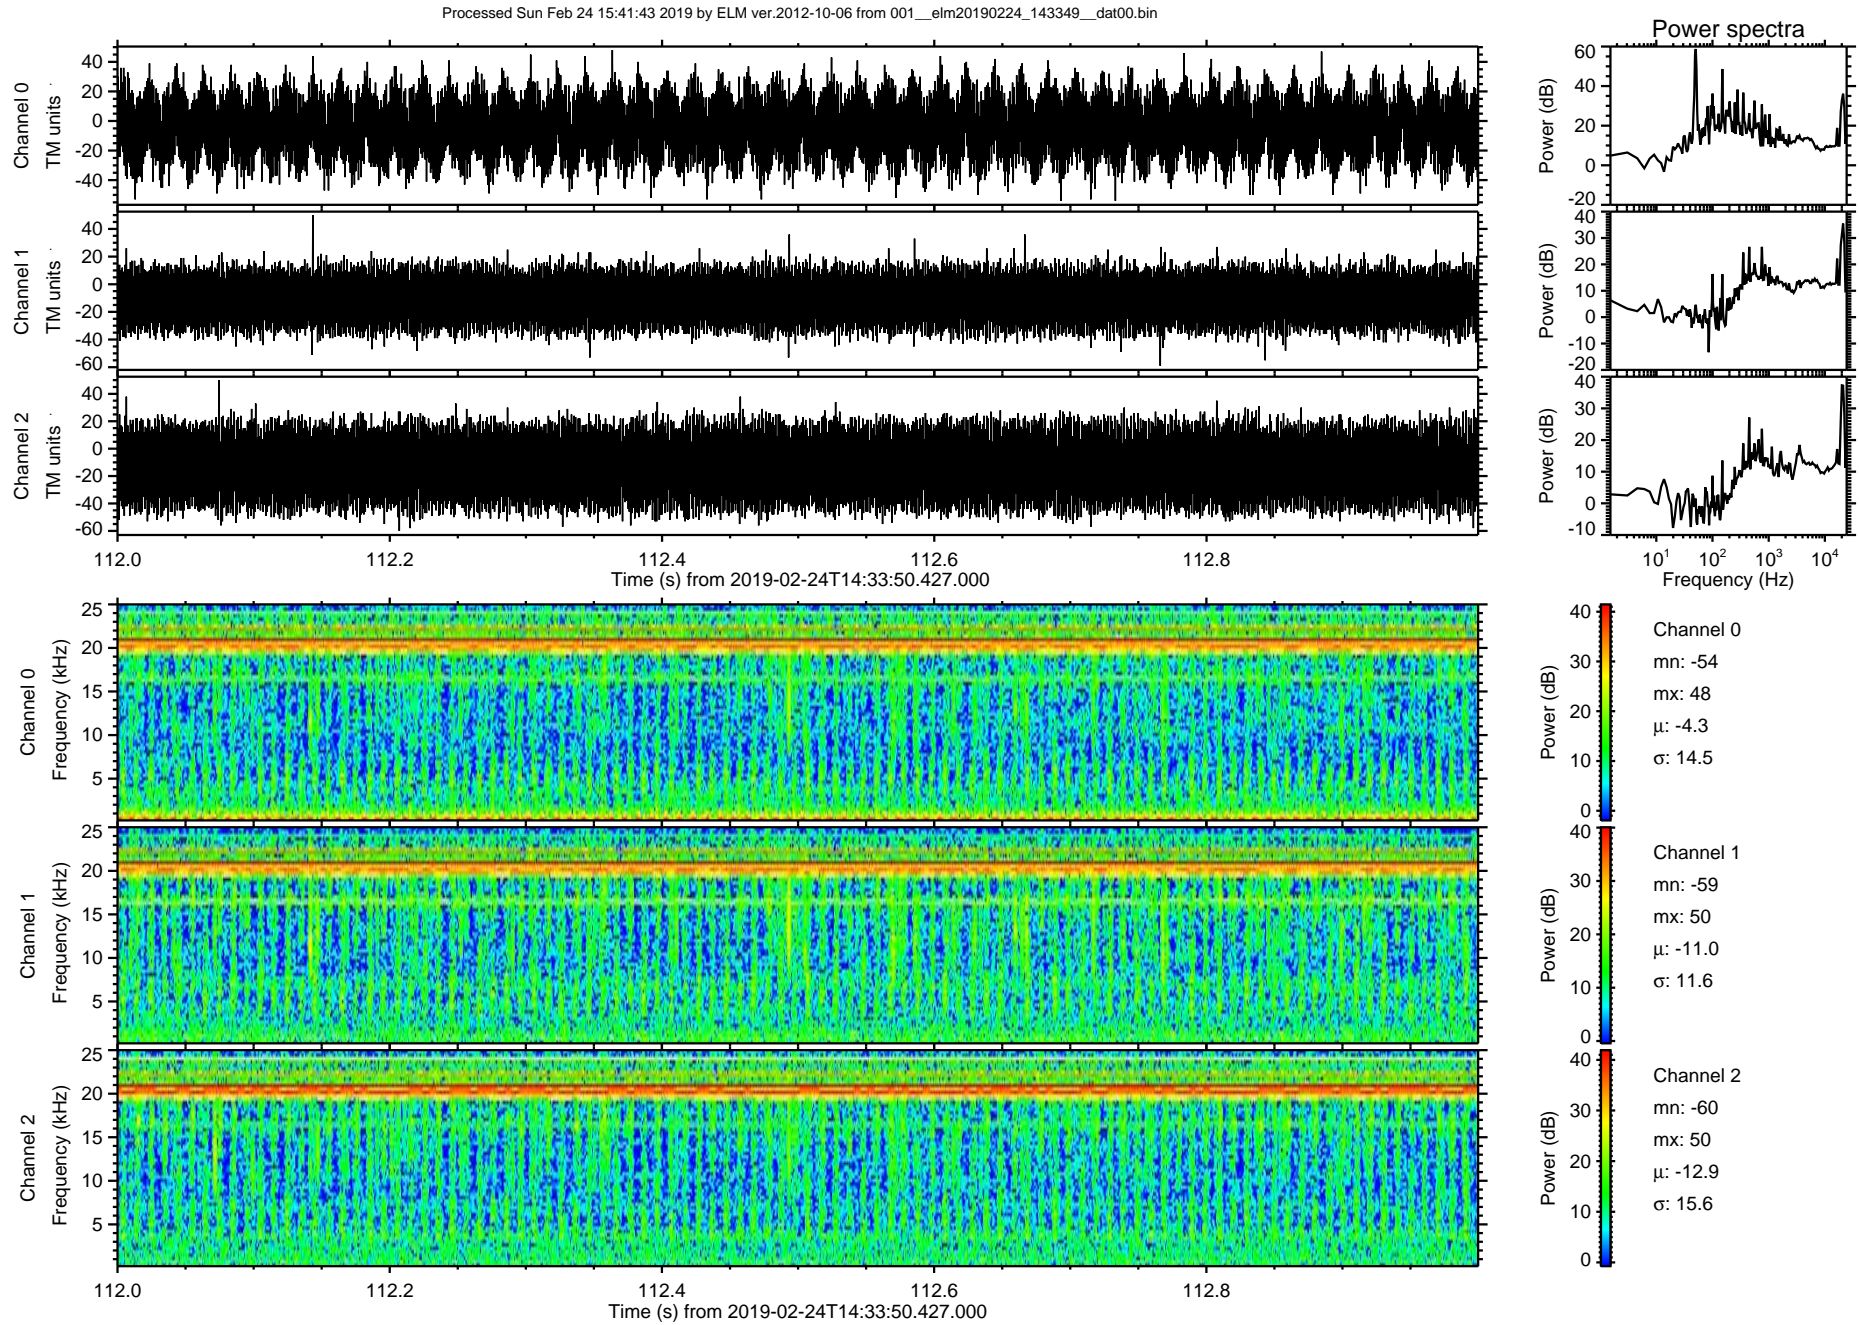 Processed Sun Feb 24 15:41:43 2019 by ELM ver.2012-10-06 from 001__elm20190224_143349__dat00.bin
Power spectra
Channel 0
TM units
40
20
0
-20
-40
Power (dB)
60
40
20
0
-20
Channel 1
TM units
40
20
0
-20
-40
-60
Power (dB)
40
30
20
10
0
-10
-20
Channel 2
TM units
40
20
0
-20
-40
-60
Power (dB)
40
30
20
10
0
-10
112.0 112.2 112.4 112.6 112.8
Time (s) from 2019-02-24T14:33:50.427.000
10¹ 10² 10³ 10⁴
Frequency (Hz)
Channel 0
Frequency (kHz)
25
20
15
10
5
Power (dB)
40
30
20
10
0
Channel 0
mn: -54
mx: 48
μ: -4.3
σ: 14.5
Channel 1
Frequency (kHz)
25
20
15
10
5
Power (dB)
40
30
20
10
0
Channel 1
mn: -59
mx: 50
μ: -11.0
σ: 11.6
Channel 2
Frequency (kHz)
25
20
15
10
5
Power (dB)
40
30
20
10
0
Channel 2
mn: -60
mx: 50
μ: -12.9
σ: 15.6
112.0 112.2 112.4 112.6 112.8
Time (s) from 2019-02-24T14:33:50.427.000